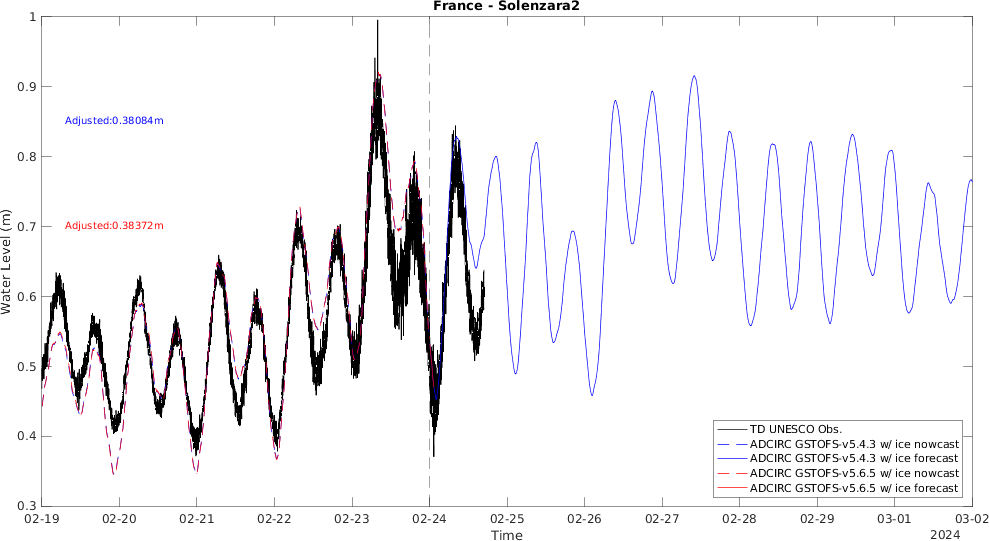 France - Solenzara2
1
0.9
0.8
0.7
0.6
0.5
0.4
0.3
Water Level (m)
Adjusted:0.38084m
Adjusted:0.38372m
TD UNESCO Obs.
ADCIRC GSTOFS-v5.4.3 w/ ice nowcast
ADCIRC GSTOFS-v5.4.3 w/ ice forecast
ADCIRC GSTOFS-v5.6.5 w/ ice nowcast
ADCIRC GSTOFS-v5.6.5 w/ ice forecast
02-19 02-20 02-21 02-22 02-23 02-24 02-25 02-26 02-27 02-28 02-29 03-01 03-02
Time
2024